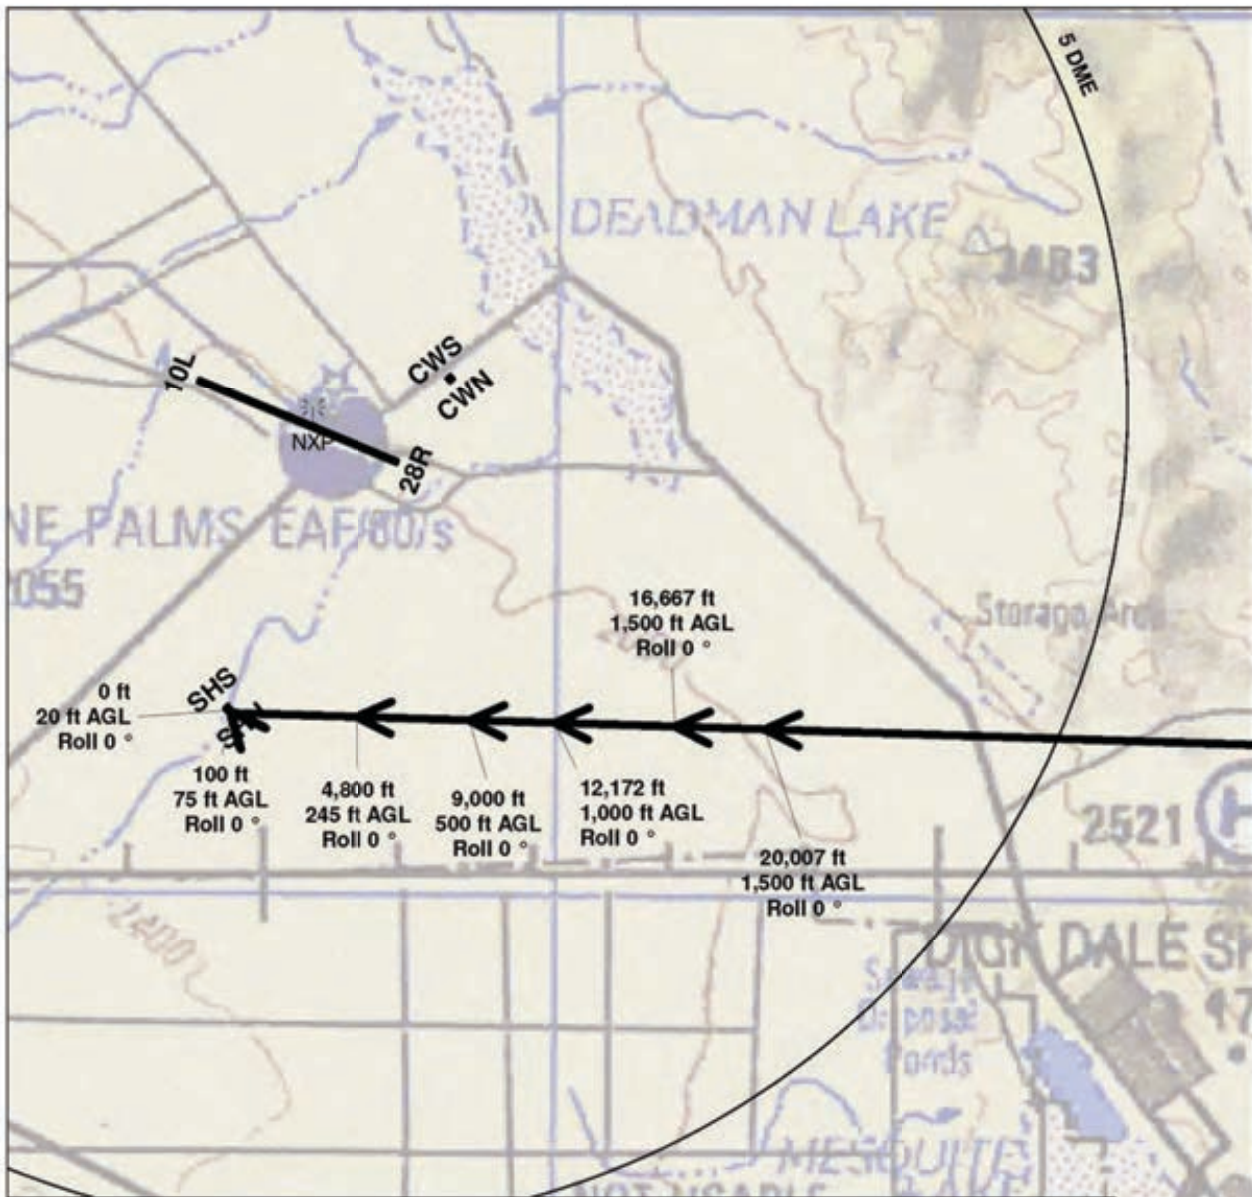 5 DME
DEADMAN LAKE
3483
10L
CWS
CWN
NXP
28R
NE PALMS EAF/80/s
055
16,667 ft
1,500 ft AGL
Roll 0 °
SHS
0 ft
20 ft AGL
Roll 0 °
100 ft
75 ft AGL
Roll 0 °
4,800 ft
245 ft AGL
Roll 0 °
9,000 ft
500 ft AGL
Roll 0 °
12,172 ft
1,000 ft AGL
Roll 0 °
20,007 ft
1,500 ft AGL
Roll 0 °
2521
H
Disposal
Ponds
MESQUITE
LAKE